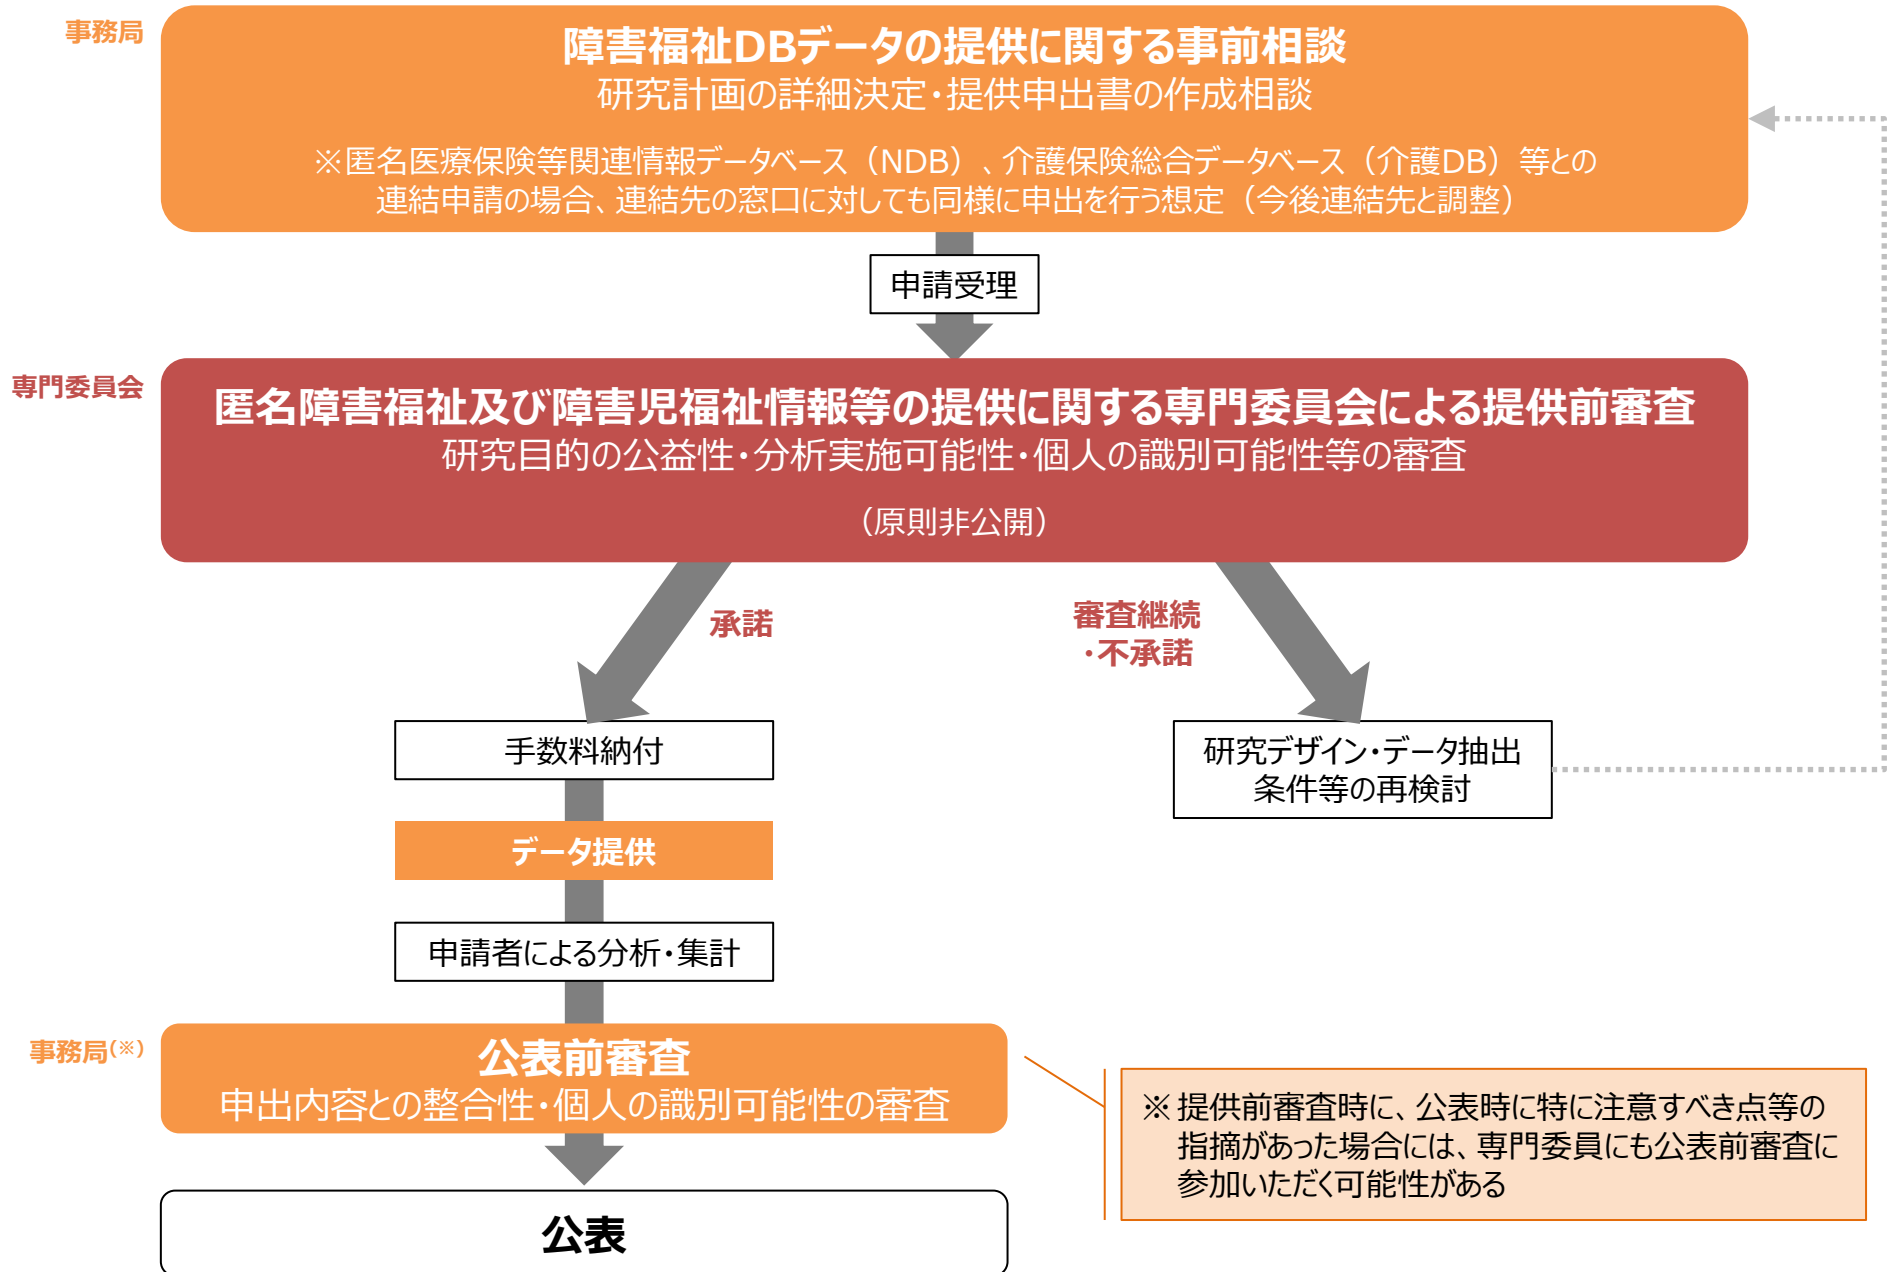 事務局
障害福祉DBデータの提供に関する事前相談
研究計画の詳細決定・提供申出書の作成相談
※匿名医療保険等関連情報データベース（NDB）、介護保険総合データベース（介護DB）等との
連結申請の場合、連結先の窓口に対しても同様に申出を行う想定（今後連結先と調整）
申請受理
専門委員会
匿名障害福祉及び障害児福祉情報等の提供に関する専門委員会による提供前審査
研究目的の公益性・分析実施可能性・個人の識別可能性等の審査
（原則非公開）
承諾
審査継続
・不承諾
手数料納付
研究デザイン・データ抽出
条件等の再検討
データ提供
申請者による分析・集計
事務局(※)
公表前審査
申出内容との整合性・個人の識別可能性の審査
※提供前審査時に、公表時に特に注意すべき点等の
指摘があった場合には、専門委員にも公表前審査に
参加いただく可能性がある
公表